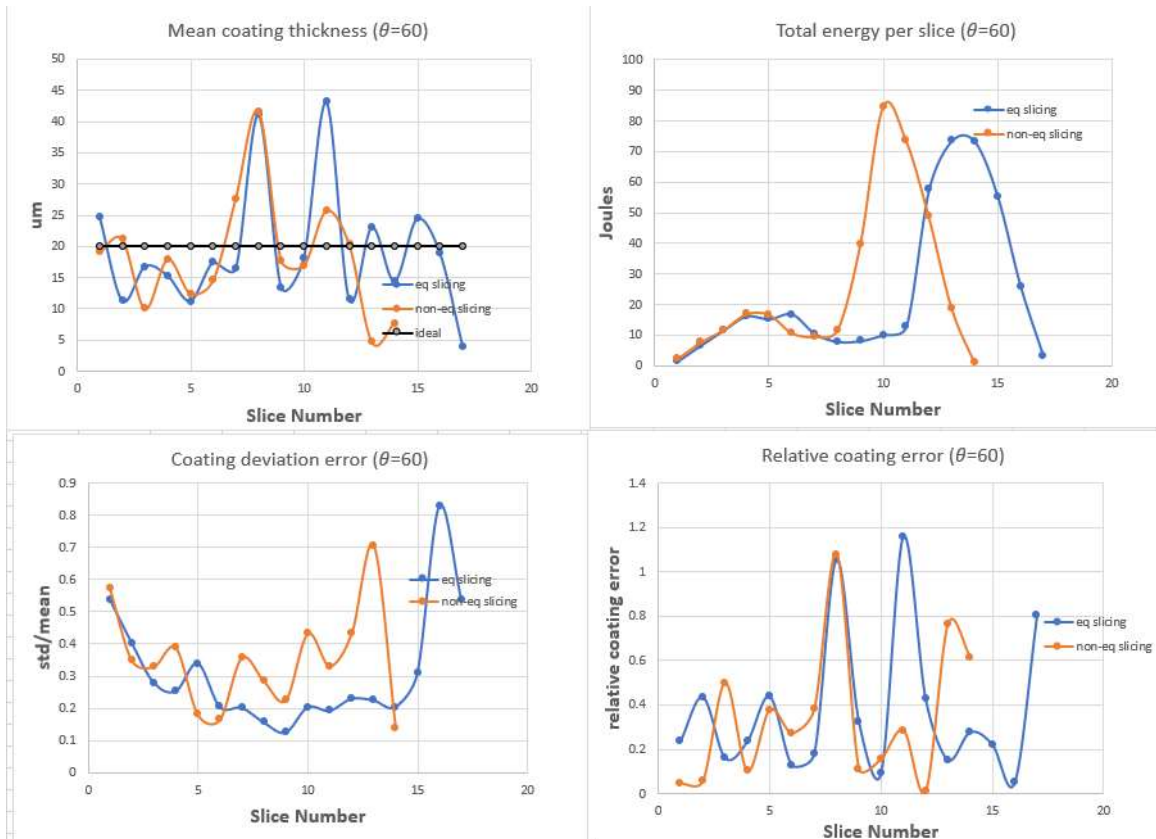 Mean coating thickness (θ=60)
50
45
40
35
30
25
20
15
10
5
0
um
eq slicing
non-eq slicing
ideal
0 5 10 15 20
Slice Number
Total energy per slice (θ=60)
100
90
80
70
60
50
40
30
20
10
0
Joules
eq slicing
non-eq slicing
0 5 10 15 20
Slice Number
Coating deviation error (θ=60)
0.9
0.8
0.7
0.6
0.5
0.4
0.3
0.2
0.1
0
std/mean
eq slicing
non-eq slicing
0 5 10 15 20
Slice Number
Relative coating error (θ=60)
1.4
1.2
1
0.8
0.6
0.4
0.2
0
relative coating error
eq slicing
non-eq slicing
0 5 10 15 20
Slice Number